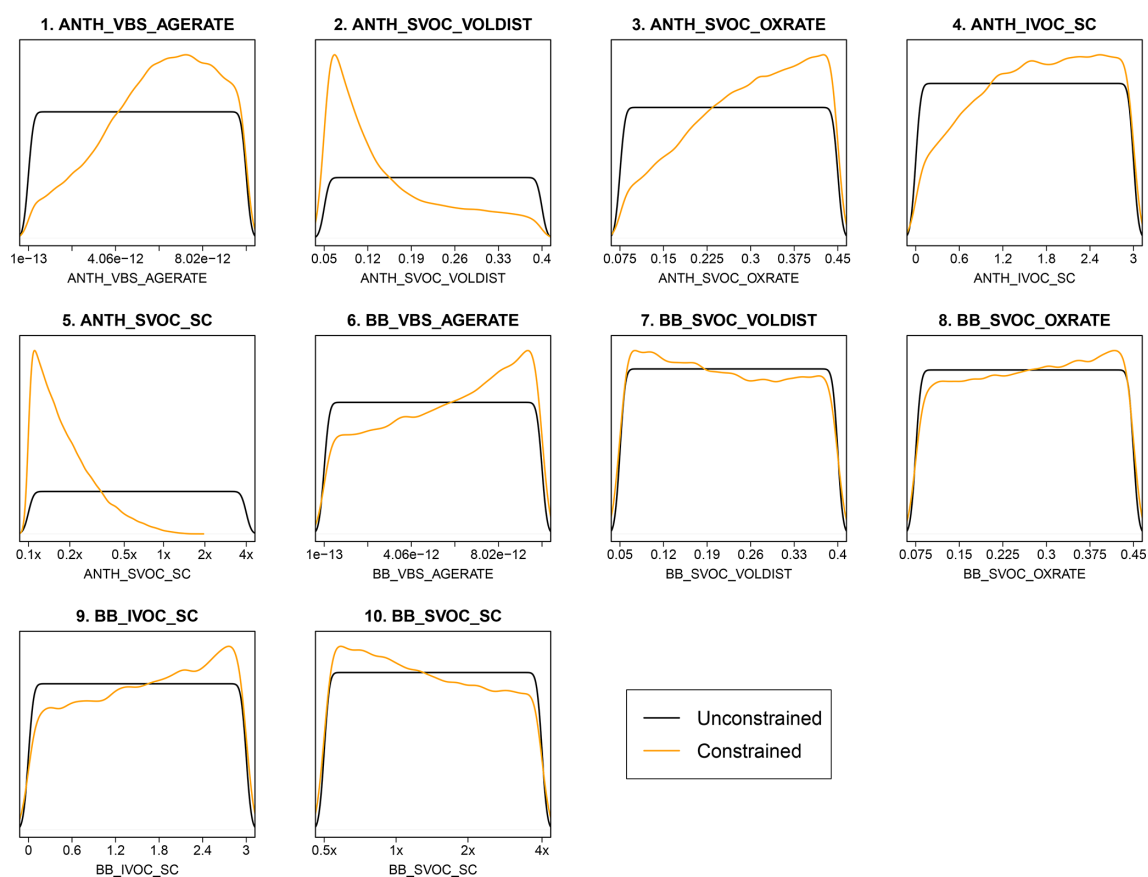 1. ANTH_VBS_AGERATE
1e−13 4.06e−12 8.02e−12
ANTH_VBS_AGERATE
2. ANTH_SVOC_VOLDIST
0.05 0.12 0.19 0.26 0.33 0.4
ANTH_SVOC_VOLDIST
3. ANTH_SVOC_OXRATE
0.075 0.15 0.225 0.3 0.375 0.45
ANTH_SVOC_OXRATE
4. ANTH_IVOC_SC
0 0.6 1.2 1.8 2.4 3
ANTH_IVOC_SC
5. ANTH_SVOC_SC
0.1x 0.2x 0.5x 1x 2x 4x
ANTH_SVOC_SC
6. BB_VBS_AGERATE
1e−13 4.06e−12 8.02e−12
BB_VBS_AGERATE
7. BB_SVOC_VOLDIST
0.05 0.12 0.19 0.26 0.33 0.4
BB_SVOC_VOLDIST
8. BB_SVOC_OXRATE
0.075 0.15 0.225 0.3 0.375 0.45
BB_SVOC_OXRATE
9. BB_IVOC_SC
0 0.6 1.2 1.8 2.4 3
BB_IVOC_SC
10. BB_SVOC_SC
0.5x 1x 2x 4x
BB_SVOC_SC
Unconstrained
Constrained